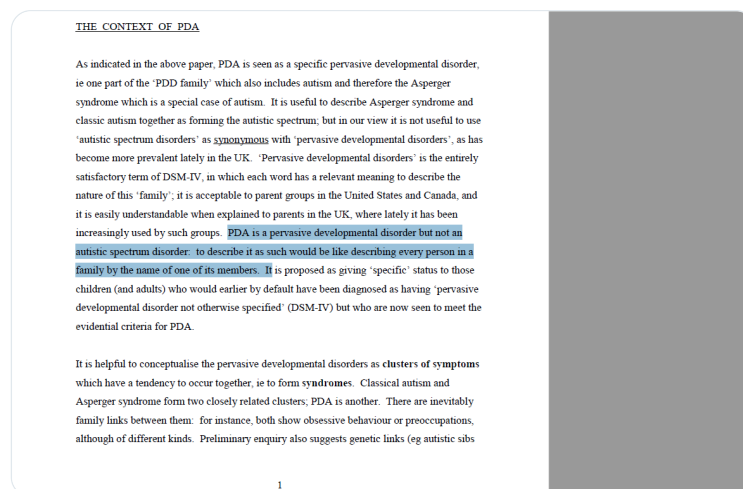 THE CONTEXT OF PDA
As indicated in the above paper, PDA is seen as a specific pervasive developmental disorder,
ie one part of the ‘PDD family’ which also includes autism and therefore the Asperger
syndrome which is a special case of autism. It is useful to describe Asperger syndrome and
classic autism together as forming the autistic spectrum; but in our view it is not useful to use
‘autistic spectrum disorders’ as synonymous with ‘pervasive developmental disorders’, as has
become more prevalent lately in the UK. ‘Pervasive developmental disorders’ is the entirely
satisfactory term of DSM-IV, in which each word has a relevant meaning to describe the
nature of this ‘family’; it is acceptable to parent groups in the United States and Canada, and
it is easily understandable when explained to parents in the UK, where lately it has been
increasingly used by such groups. PDA is a pervasive developmental disorder but not an
autistic spectrum disorder: to describe it as such would be like describing every person in a
family by the name of one of its members. It is proposed as giving ‘specific’ status to those
children (and adults) who would earlier by default have been diagnosed as having ‘pervasive
developmental disorder not otherwise specified’ (DSM-IV) but who are now seen to meet the
evidential criteria for PDA.
It is helpful to conceptualise the pervasive developmental disorders as clusters of symptoms
which have a tendency to occur together, ie to form syndromes. Classical autism and
Asperger syndrome form two closely related clusters; PDA is another. There are inevitably
family links between them: for instance, both show obsessive behaviour or preoccupations,
although of different kinds. Preliminary enquiry also suggests genetic links (eg autistic sibs
1